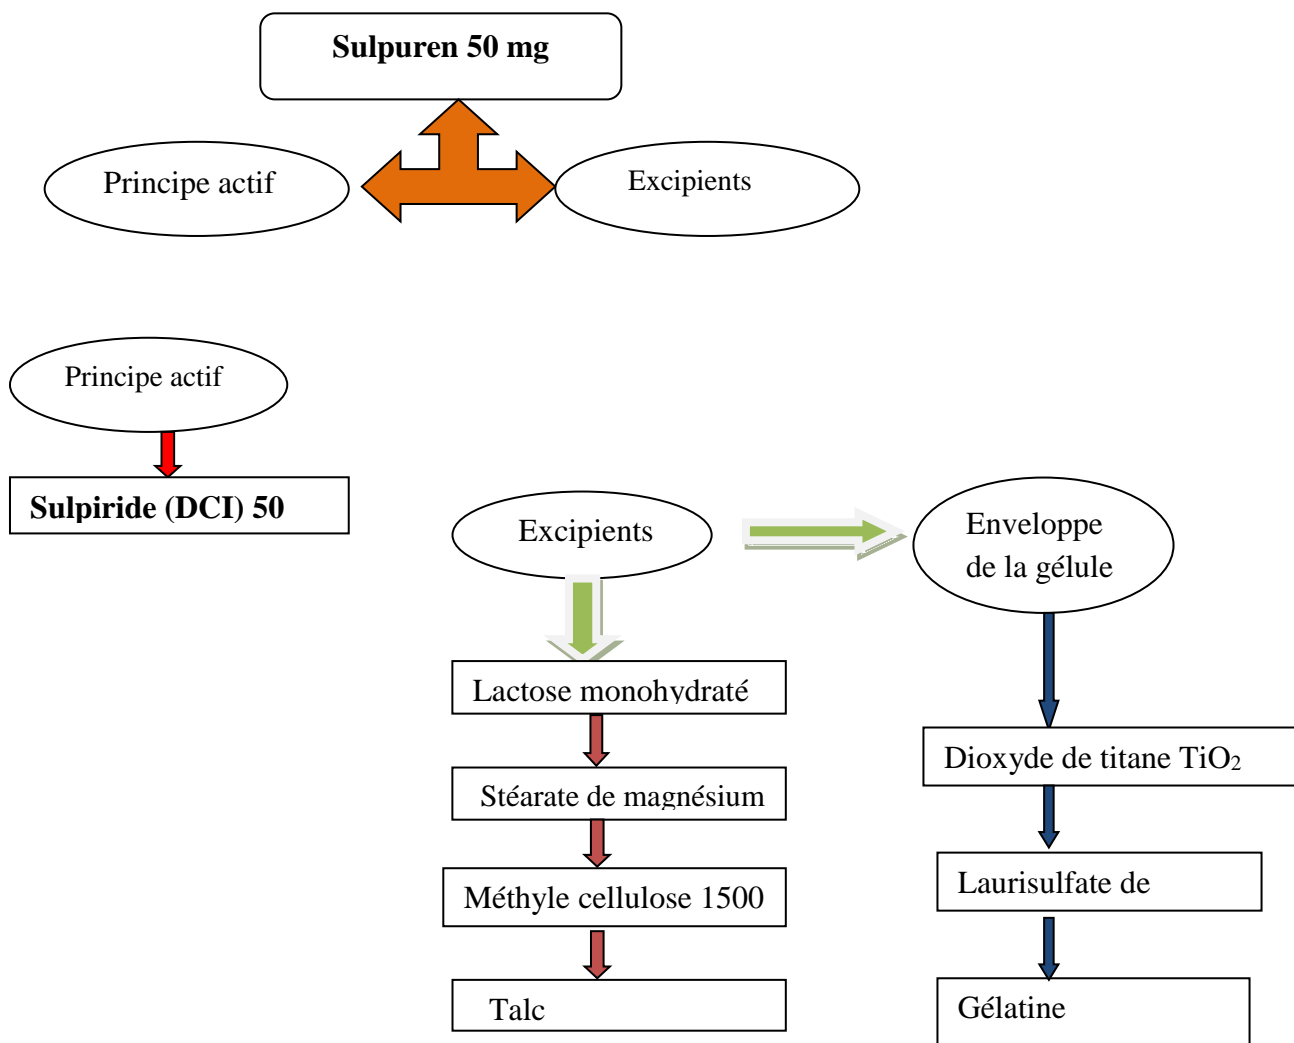 Sulpuren 50 mg
Principe actif
Excipients
Principe actif
Sulpiride (DCI) 50
Excipients
Enveloppe
de la gélule
Lactose monohydraté
Dioxyde de titane TiO₂
Stéarate de magnésium
Laurisulfate de
Méthyle cellulose 1500
Talc
Gélatine